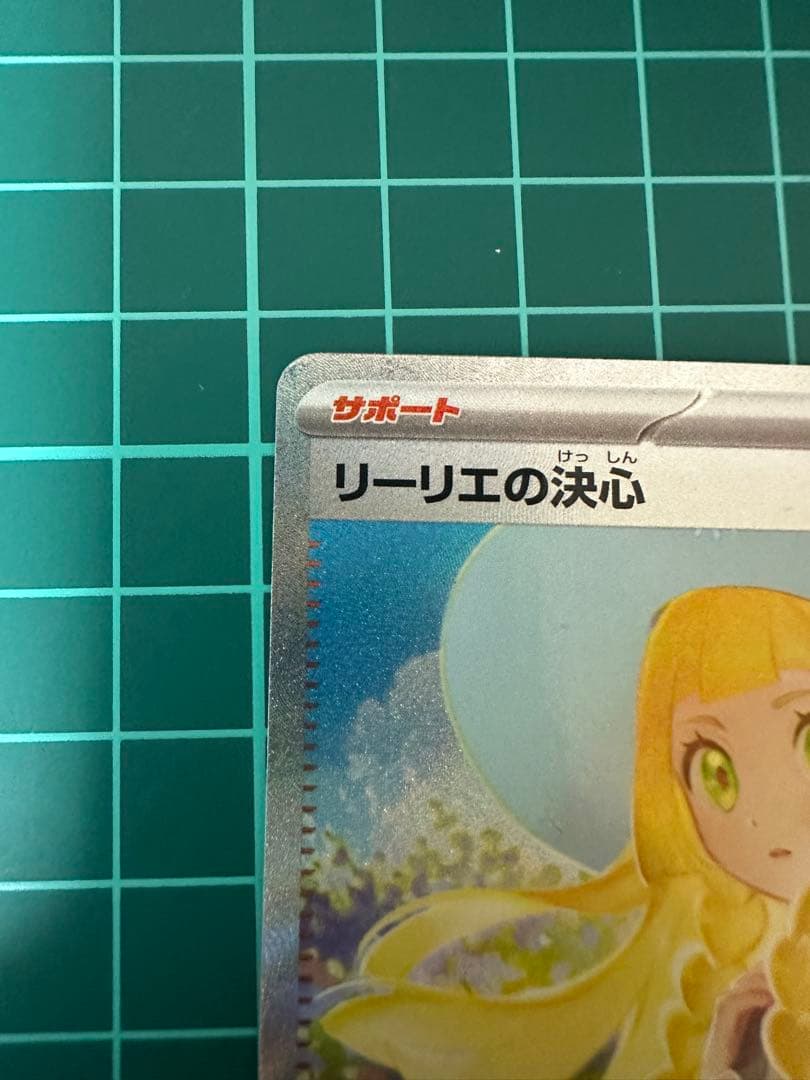 サポート
けっ しん
リーリエの決心